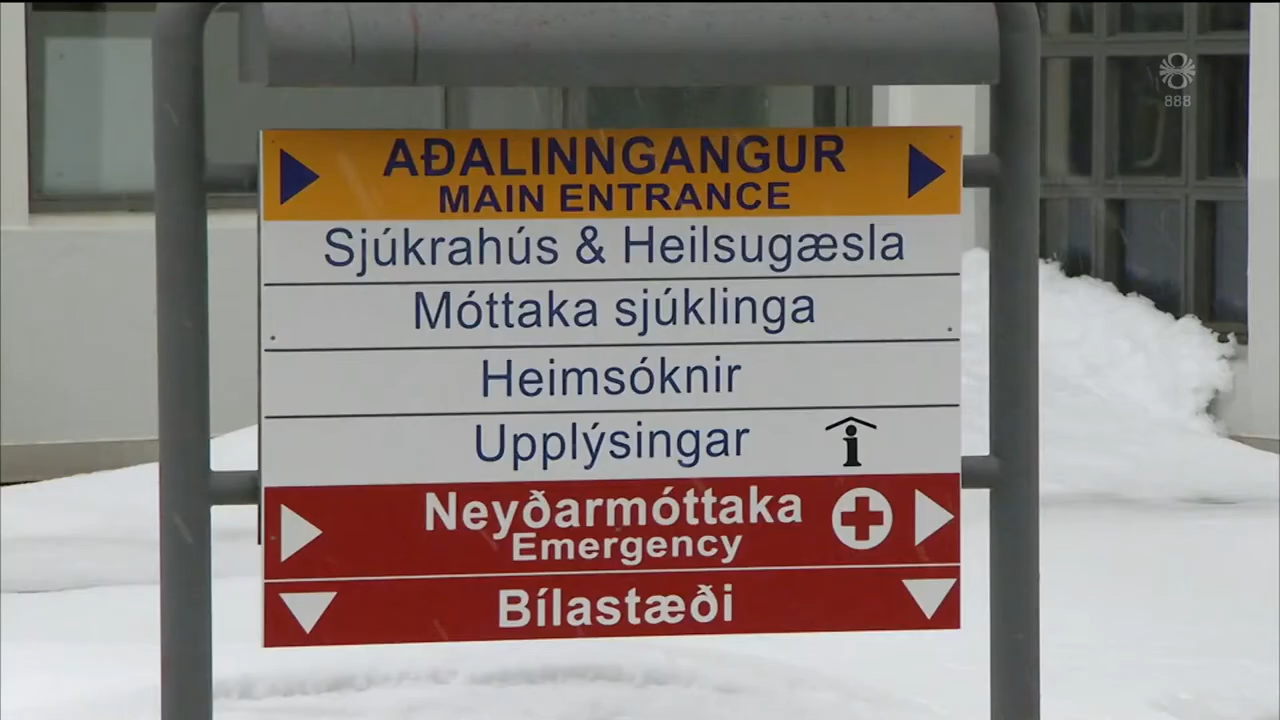 888
AÐALINNGANGUR
MAIN ENTRANCE
Sjúkrahús & Heilsugæsla
Móttaka sjúklinga
Heimsóknir
Upplýsingar
Neyðarmóttaka
Emergency
Bílastæði